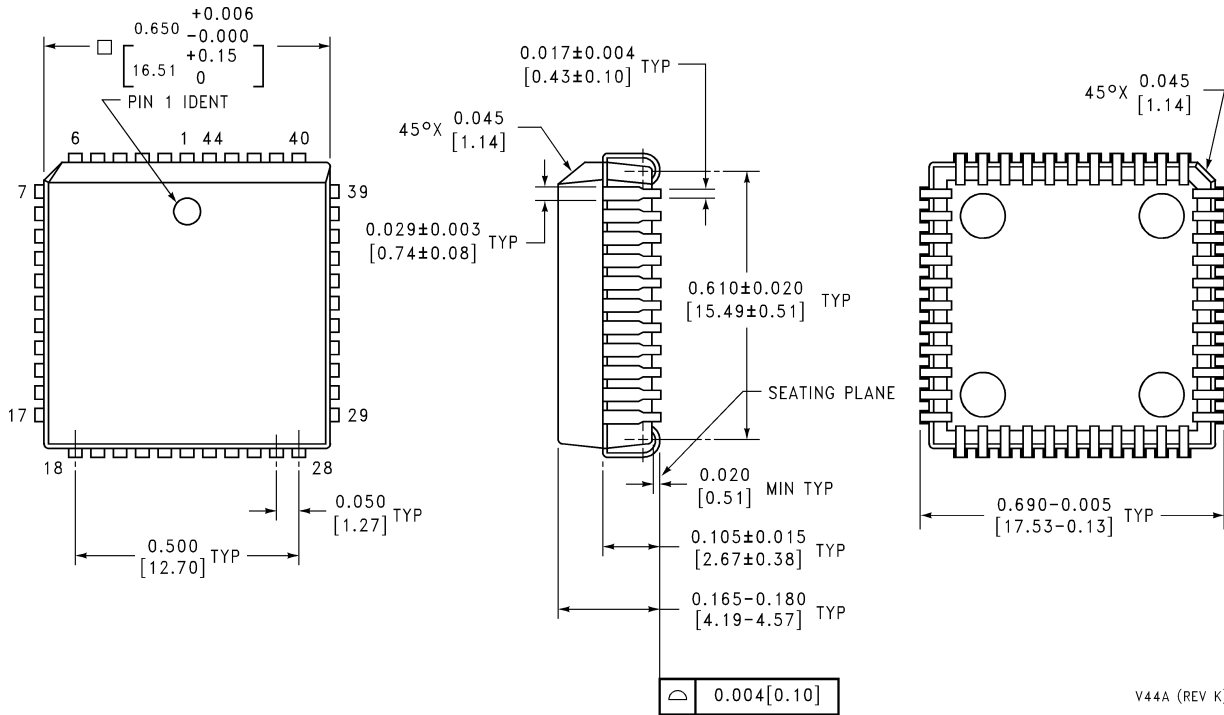 +0.006
0.650 -0.000
+0.15
16.51 0
PIN 1 IDENT
6 1 44 40
7 39
17 29
18 28
0.050 TYP
[1.27]
0.500 TYP
[12.70]
0.017±0.004 TYP
[0.43±0.10]
45°X 0.045
[1.14]
0.029±0.003 TYP
[0.74±0.08]
0.610±0.020 TYP
[15.49±0.51]
SEATING PLANE
0.020 MIN TYP
[0.51]
0.105±0.015 TYP
[2.67±0.38]
0.165-0.180 TYP
[4.19-4.57]
0.004[0.10]
45°X 0.045
[1.14]
0.690-0.005 TYP
[17.53-0.13]
V44A (REV K)